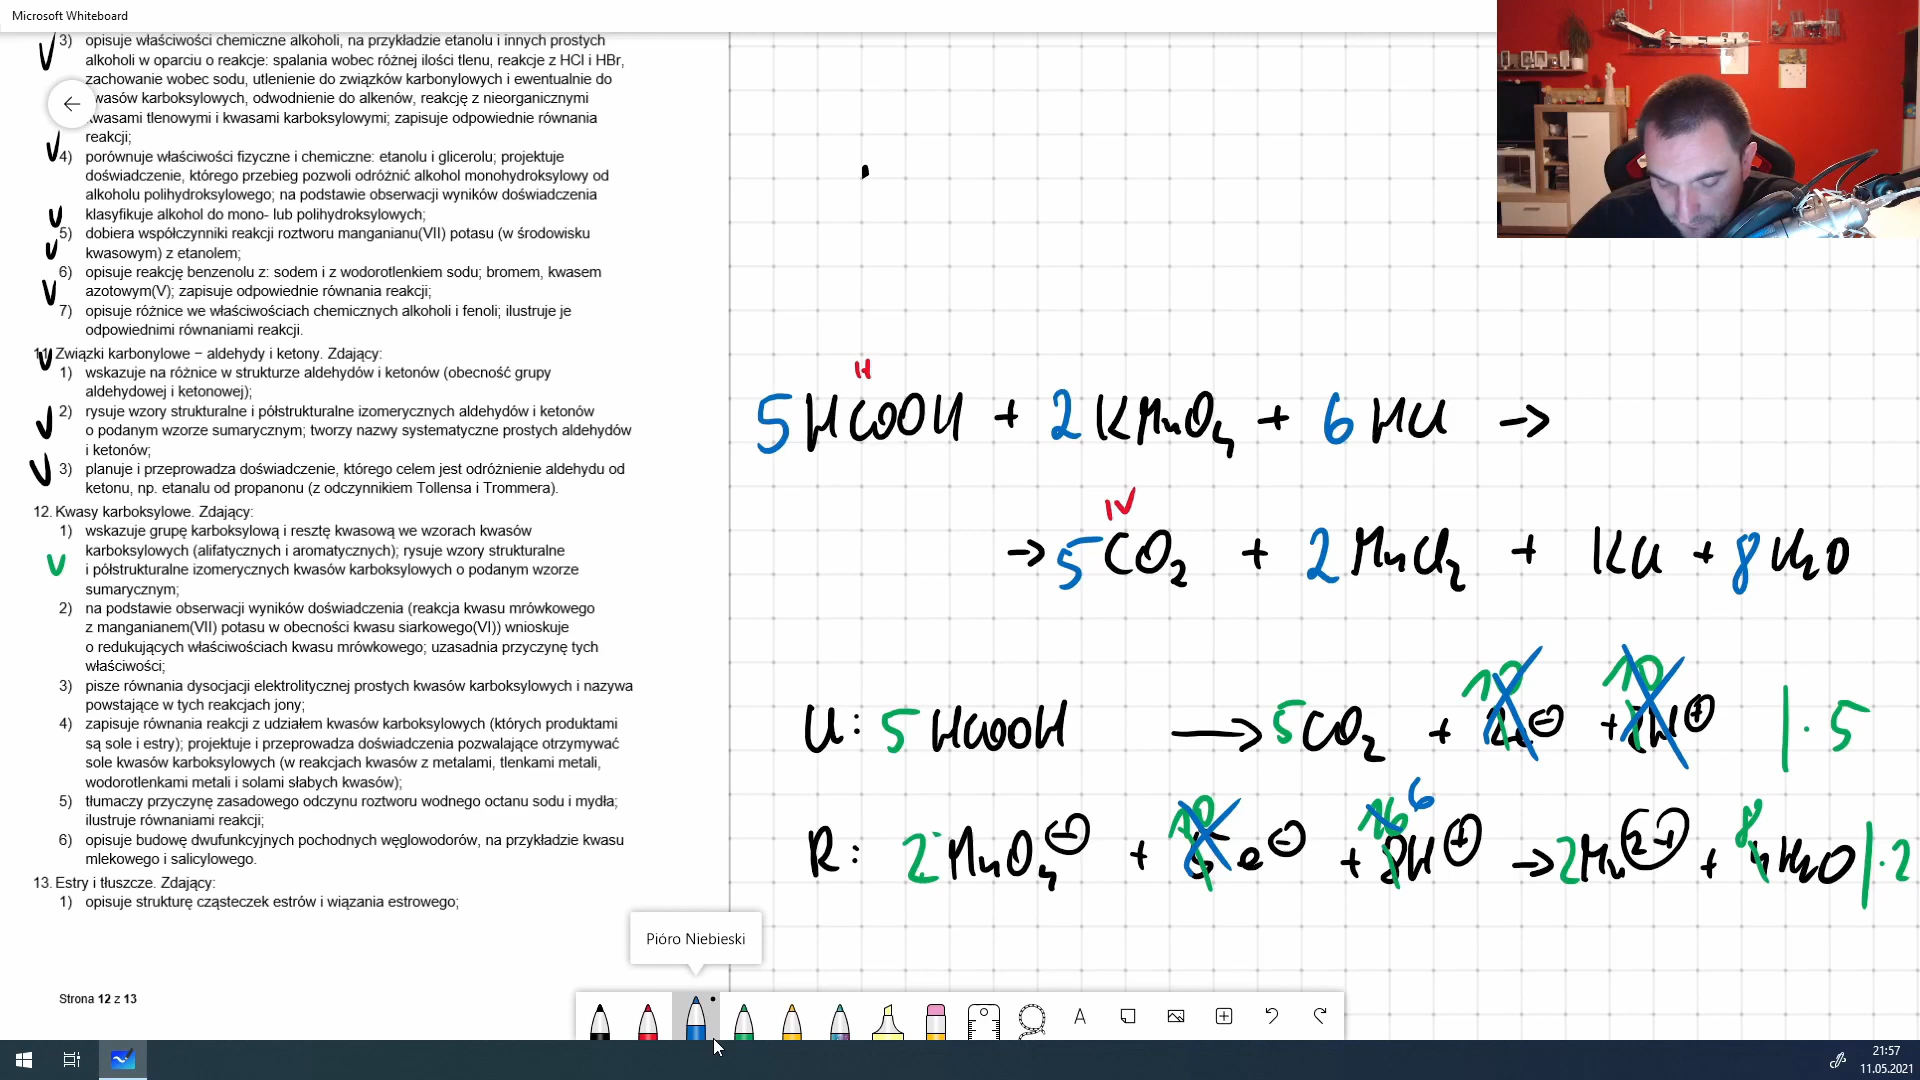 Microsoft Whiteboard
3) opisuje właściwości chemiczne alkoholi, na przykładzie etanolu i innych prostych
alkoholi w oparciu o reakcje: spalania wobec różnej ilości tlenu, reakcje z HCl i HBr,
zachowanie wobec sodu, utlenienie do związków karbonylowych i ewentualnie do
kwasów karboksylowych, odwodnienie do alkenów, reakcję z nieorganicznymi
kwasami tlenowymi i kwasami karboksylowymi; zapisuje odpowiednie równania
reakcji;
4) porównuje właściwości fizyczne i chemiczne: etanolu i glicerolu; projektuje
doświadczenie, którego przebieg pozwoli odróżnić alkohol monohydroksylowy od
alkoholu polihydroksylowego; na podstawie obserwacji wyników doświadczenia
klasyfikuje alkohol do mono- lub polihydroksylowych;
5) dobiera współczynniki reakcji roztworu manganianu(VII) potasu (w środowisku
kwasowym) z etanolem;
6) opisuje reakcję benzenolu z: sodem i z wodorotlenkiem sodu; bromem, kwasem
azotowym(V); zapisuje odpowiednie równania reakcji;
7) opisuje różnice we właściwościach chemicznych alkoholi i fenoli; ilustruje je
odpowiednimi równaniami reakcji.
11. Związki karbonylowe − aldehydy i ketony. Zdający:
1) wskazuje na różnice w strukturze aldehydów i ketonów (obecność grupy
aldehydowej i ketonowej);
2) rysuje wzory strukturalne i półstrukturalne izomerycznych aldehydów i ketonów
o podanym wzorze sumarycznym; tworzy nazwy systematyczne prostych aldehydów
i ketonów;
3) planuje i przeprowadza doświadczenie, którego celem jest odróżnienie aldehydu od
ketonu, np. etanalu od propanonu (z odczynnikiem Tollensa i Trommera).
12. Kwasy karboksylowe. Zdający:
1) wskazuje grupę karboksylową i resztę kwasową we wzorach kwasów
karboksylowych (alifatycznych i aromatycznych); rysuje wzory strukturalne
i półstrukturalne izomerycznych kwasów karboksylowych o podanym wzorze
sumarycznym;
2) na podstawie obserwacji wyników doświadczenia (reakcja kwasu mrówkowego
z manganianem(VII) potasu w obecności kwasu siarkowego(VI)) wnioskuje
o redukujących właściwościach kwasu mrówkowego; uzasadnia przyczynę tych
właściwości;
3) pisze równania dysocjacji elektrolitycznej prostych kwasów karboksylowych i nazywa
powstające w tych reakcjach jony;
4) zapisuje równania reakcji z udziałem kwasów karboksylowych (których produktami
są sole i estry); projektuje i przeprowadza doświadczenia pozwalające otrzymywać
sole kwasów karboksylowych (w reakcjach kwasów z metalami, tlenkami metali,
wodorotlenkami metali i solami słabych kwasów);
5) tłumaczy przyczynę zasadowego odczynu roztworu wodnego octanu sodu i mydła;
ilustruje równaniami reakcji;
6) opisuje budowę dwufunkcyjnych pochodnych węglowodorów, na przykładzie kwasu
mlekowego i salicylowego.
13. Estry i tłuszcze. Zdający:
1) opisuje strukturę cząsteczek estrów i wiązania estrowego;
Strona 12 z 13
II
5 HCOOH + 2 KMnO4 + 6 HCl →
IV
→ 5 CO2 + 2 MnCl2 + KCl + 8 H2O
10 10
U: 5 HCOOH → 5 CO2 + 2e⊖ + 2H⊕ | · 5
10 16 6 8
R: 2 MnO4⊖ + 5e⊖ + 8H⊕ → 2 Mn2+ + 4H2O | · 2
Pióro Niebieski
21:57
11.05.2021